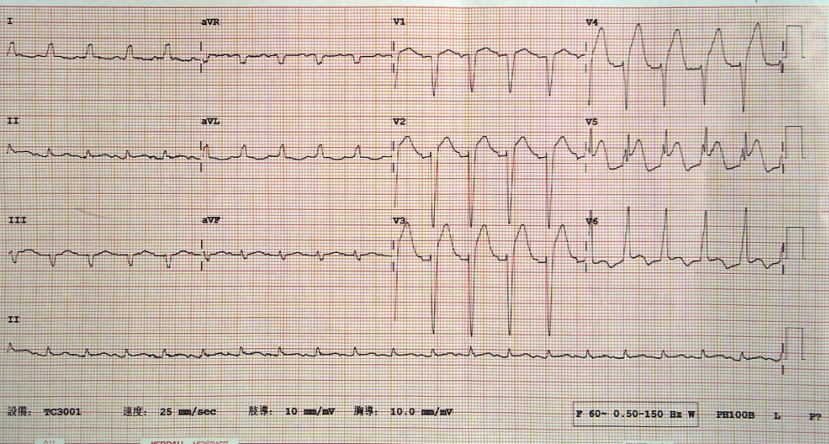 I aVR V1 V4
II aVL V2 V5
III aVF V3 V6
II
設備: TC3001 速度: 25 mm/sec 肢導: 10 mm/mV 胸導: 10.0 mm/mV F 60~ 0.50-150 Hz W PH100B L P?